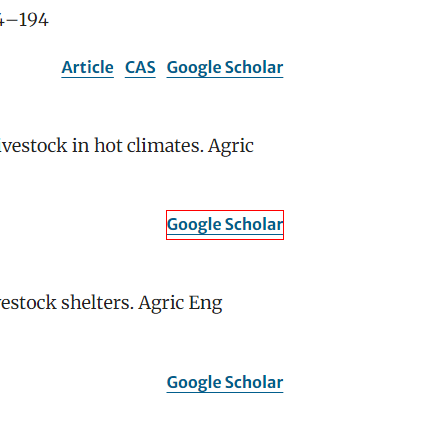 –194
Article CAS Google Scholar
vestock in hot climates. Agric
Google Scholar
estock shelters. Agric Eng
Google Scholar